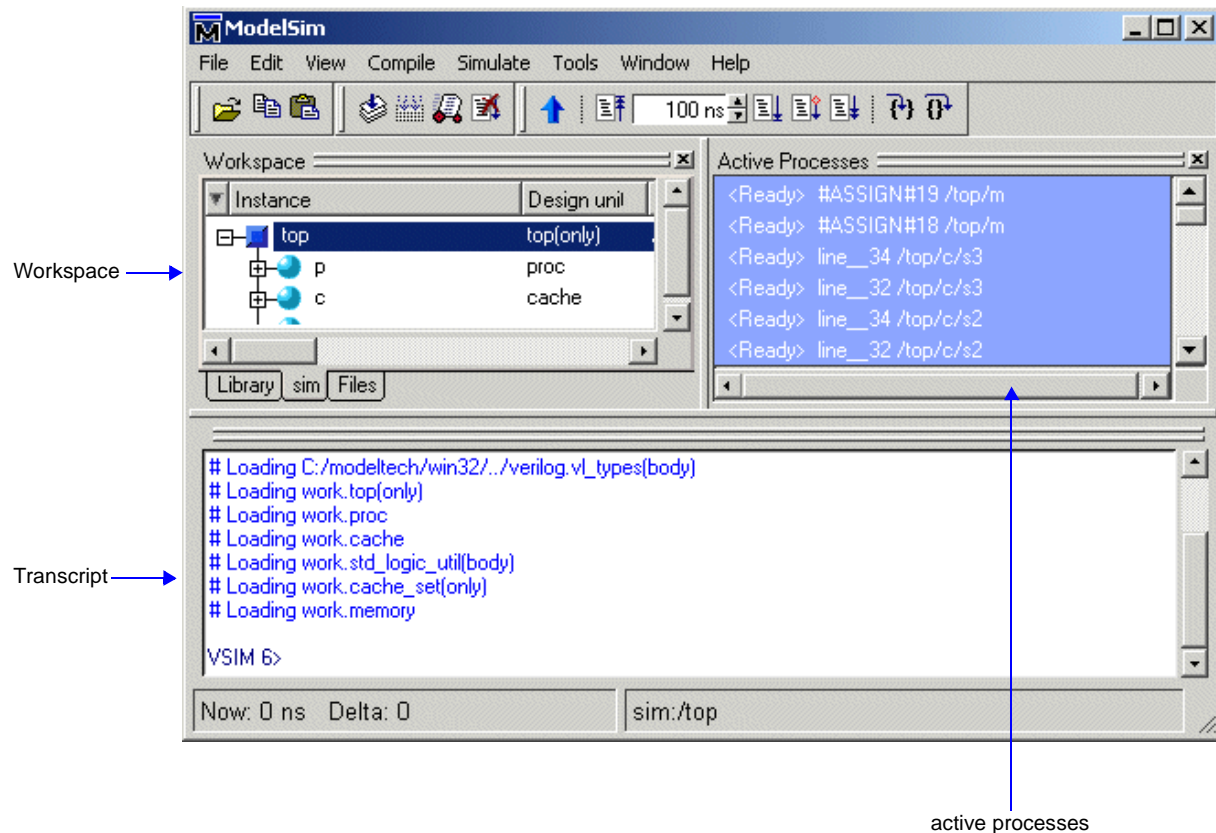 ModelSim
File Edit View Compile Simulate Tools Window Help
100 ns
Workspace
Instance Design unit
top top(only)
p proc
c cache
Library sim Files
Active Processes
<Ready> #ASSIGN#19 /top/m
<Ready> #ASSIGN#18 /top/m
<Ready> line__34 /top/c/s3
<Ready> line__32 /top/c/s3
<Ready> line__34 /top/c/s2
<Ready> line__32 /top/c/s2
Workspace
# Loading C:/modeltech/win32/../verilog.vl_types(body)
# Loading work.top(only)
# Loading work.proc
# Loading work.cache
# Loading work.std_logic_util(body)
# Loading work.cache_set(only)
# Loading work.memory
VSIM 6>
Transcript
Now: 0 ns Delta: 0
sim:/top
active processes